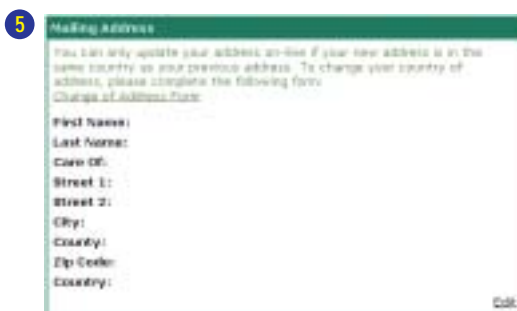 5
Mailing Address
You can only update your address on-line if your new address is in the
same country as your previous address. To change your country of
address, please complete the following form:
Change of Address Form
First Name:
Last Name:
Care Of:
Street 1:
Street 2:
City:
County:
Zip Code:
Country:
Edit